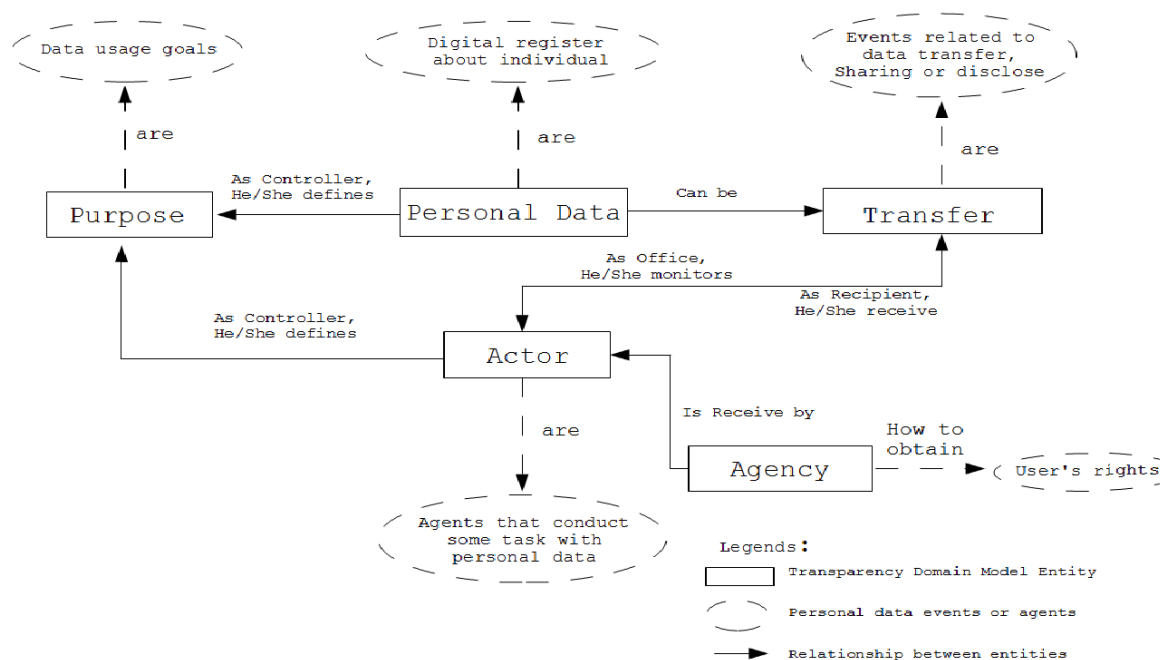 Data usage goals
Digital register
about individual
Events related to
data transfer,
Sharing or disclose
are
are
are
As Controller,
He/She defines
Can be
Purpose
Personal Data
Transfer
As Office,
He/She monitors
As Recipient,
He/She receive
As Controller,
He/She defines
Actor
are
Is Receive by
How to
obtain
Agency
User's rights
Agents that conduct
some task with
personal data
Legends:
Transparency Domain Model Entity
Personal data events or agents
Relationship between entities